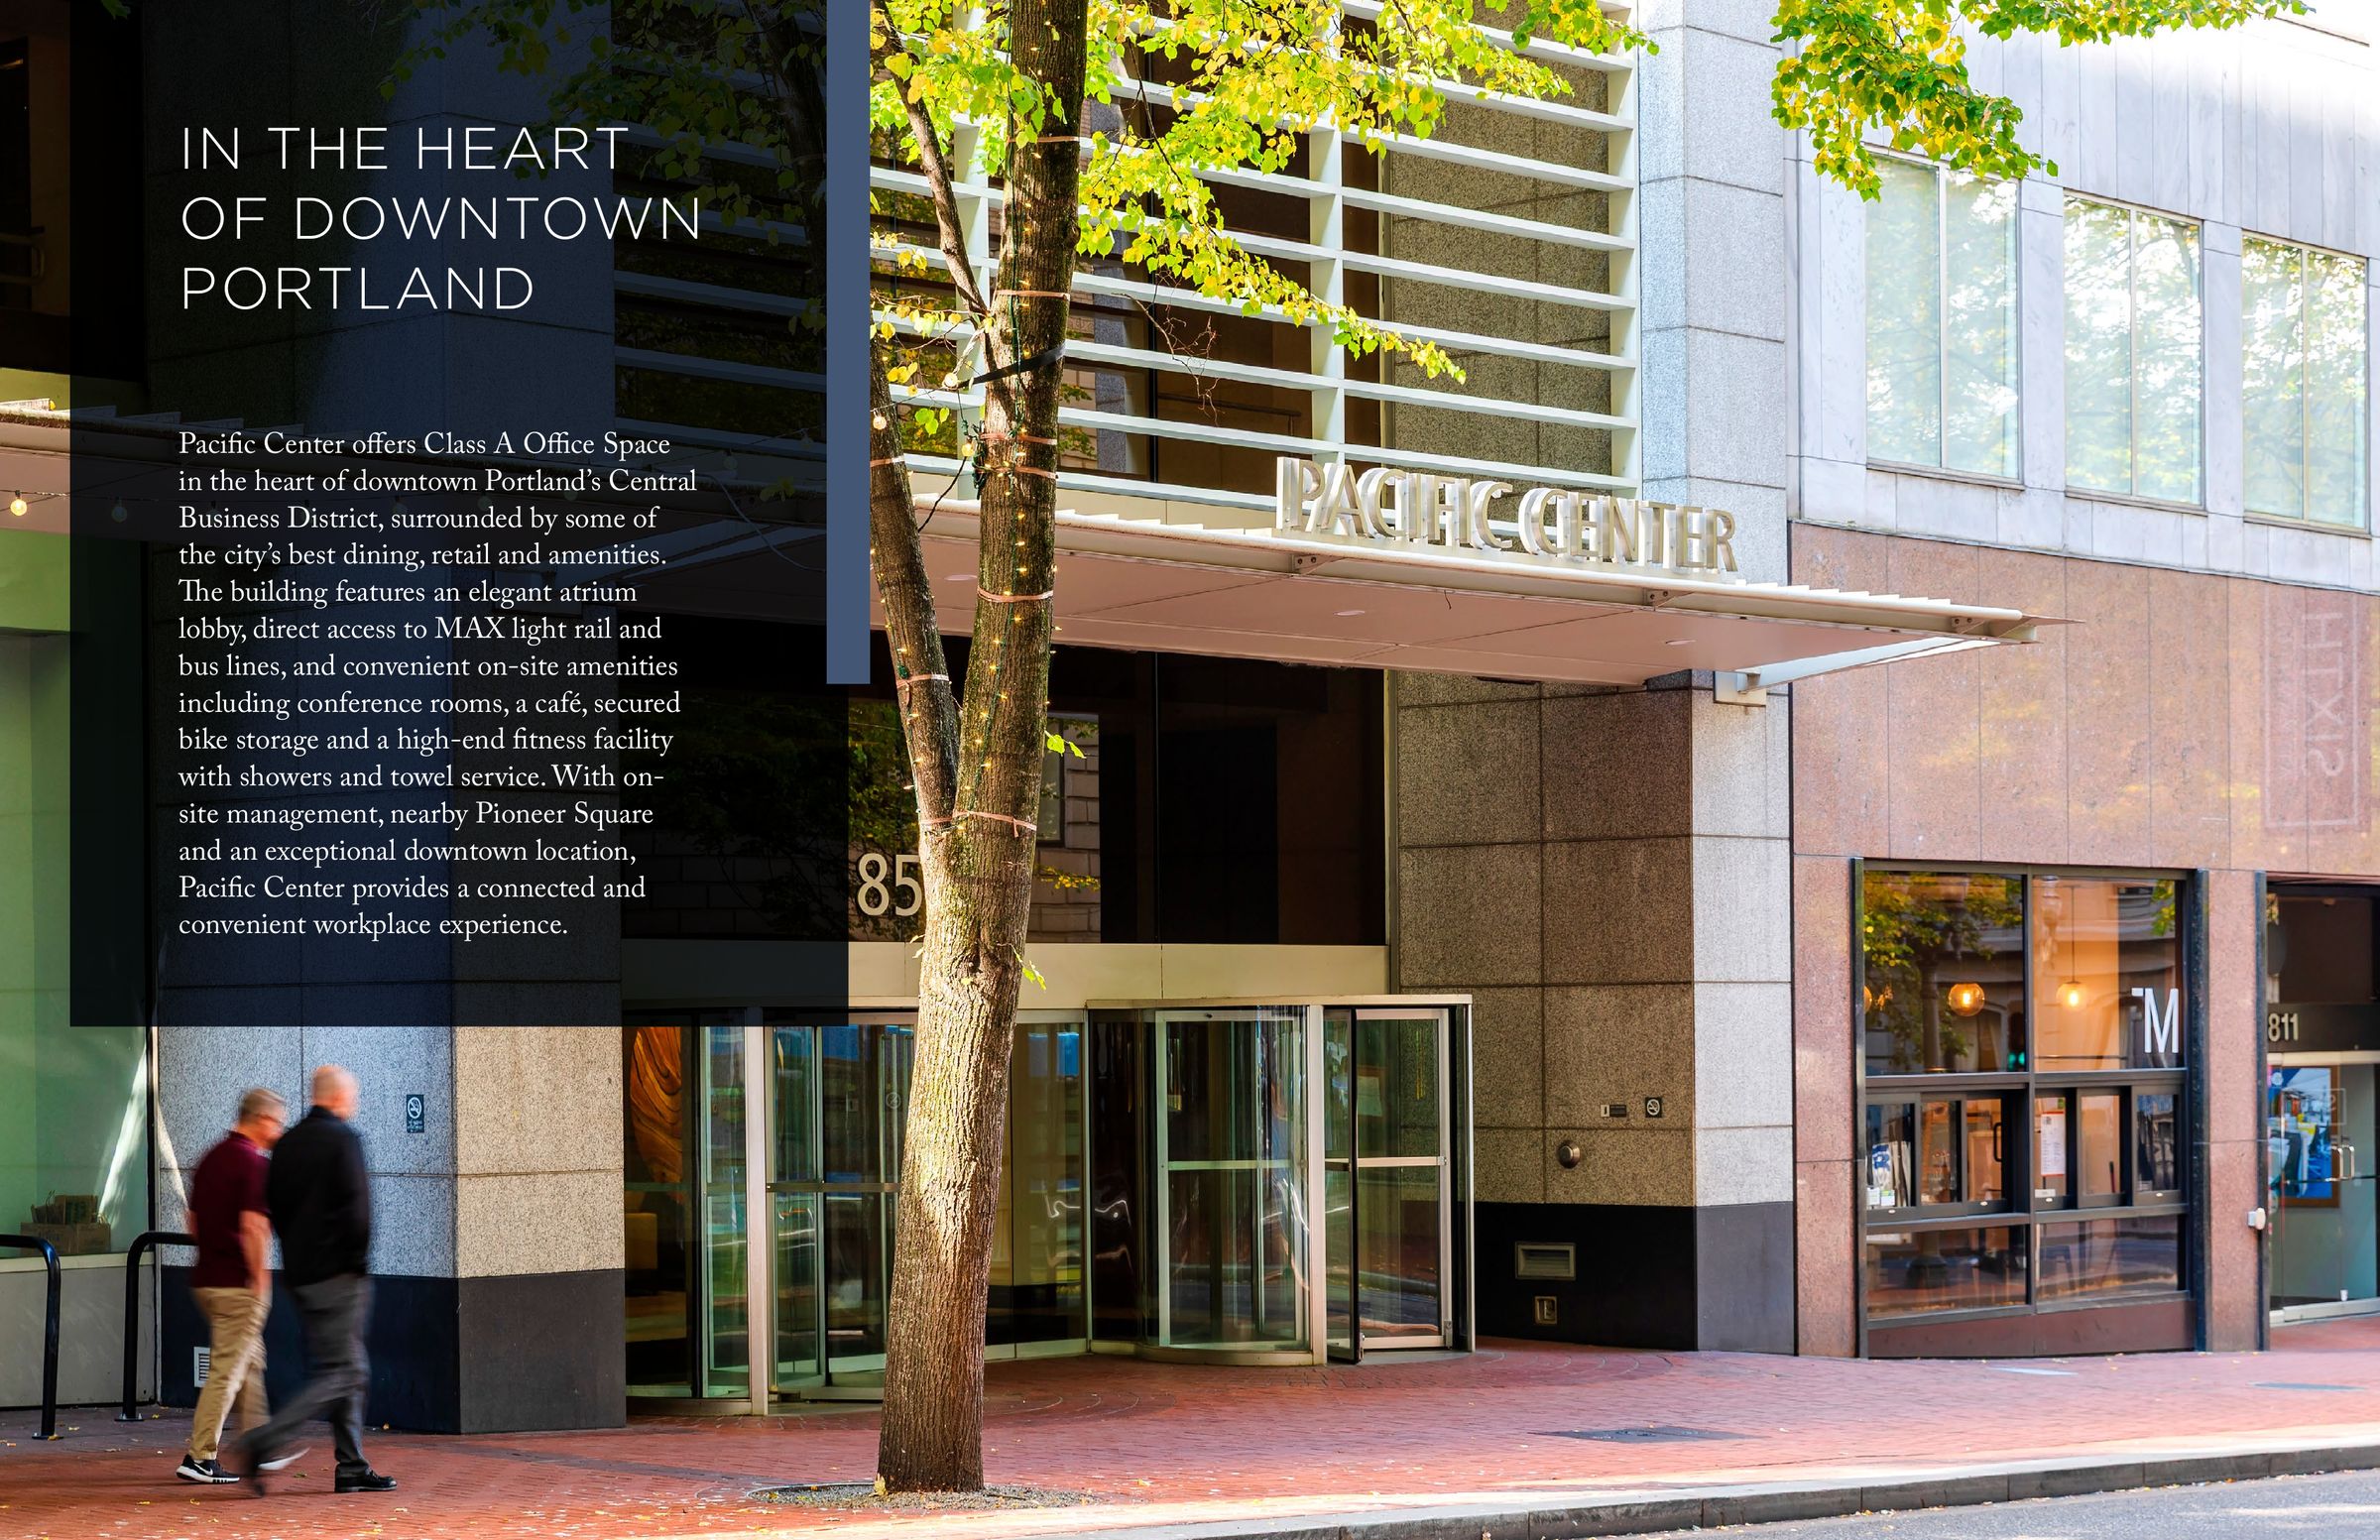 IN THE HEART
OF DOWNTOWN
PORTLAND
Pacific Center offers Class A Office Space
in the heart of downtown Portland’s Central
Business District, surrounded by some of
the city’s best dining, retail and amenities.
The building features an elegant atrium
lobby, direct access to MAX light rail and
bus lines, and convenient on-site amenities
including conference rooms, a café, secured
bike storage and a high-end fitness facility
with showers and towel service. With on-
site management, nearby Pioneer Square
and an exceptional downtown location,
Pacific Center provides a connected and
convenient workplace experience.
PACIFIC CENTER
85
M
811